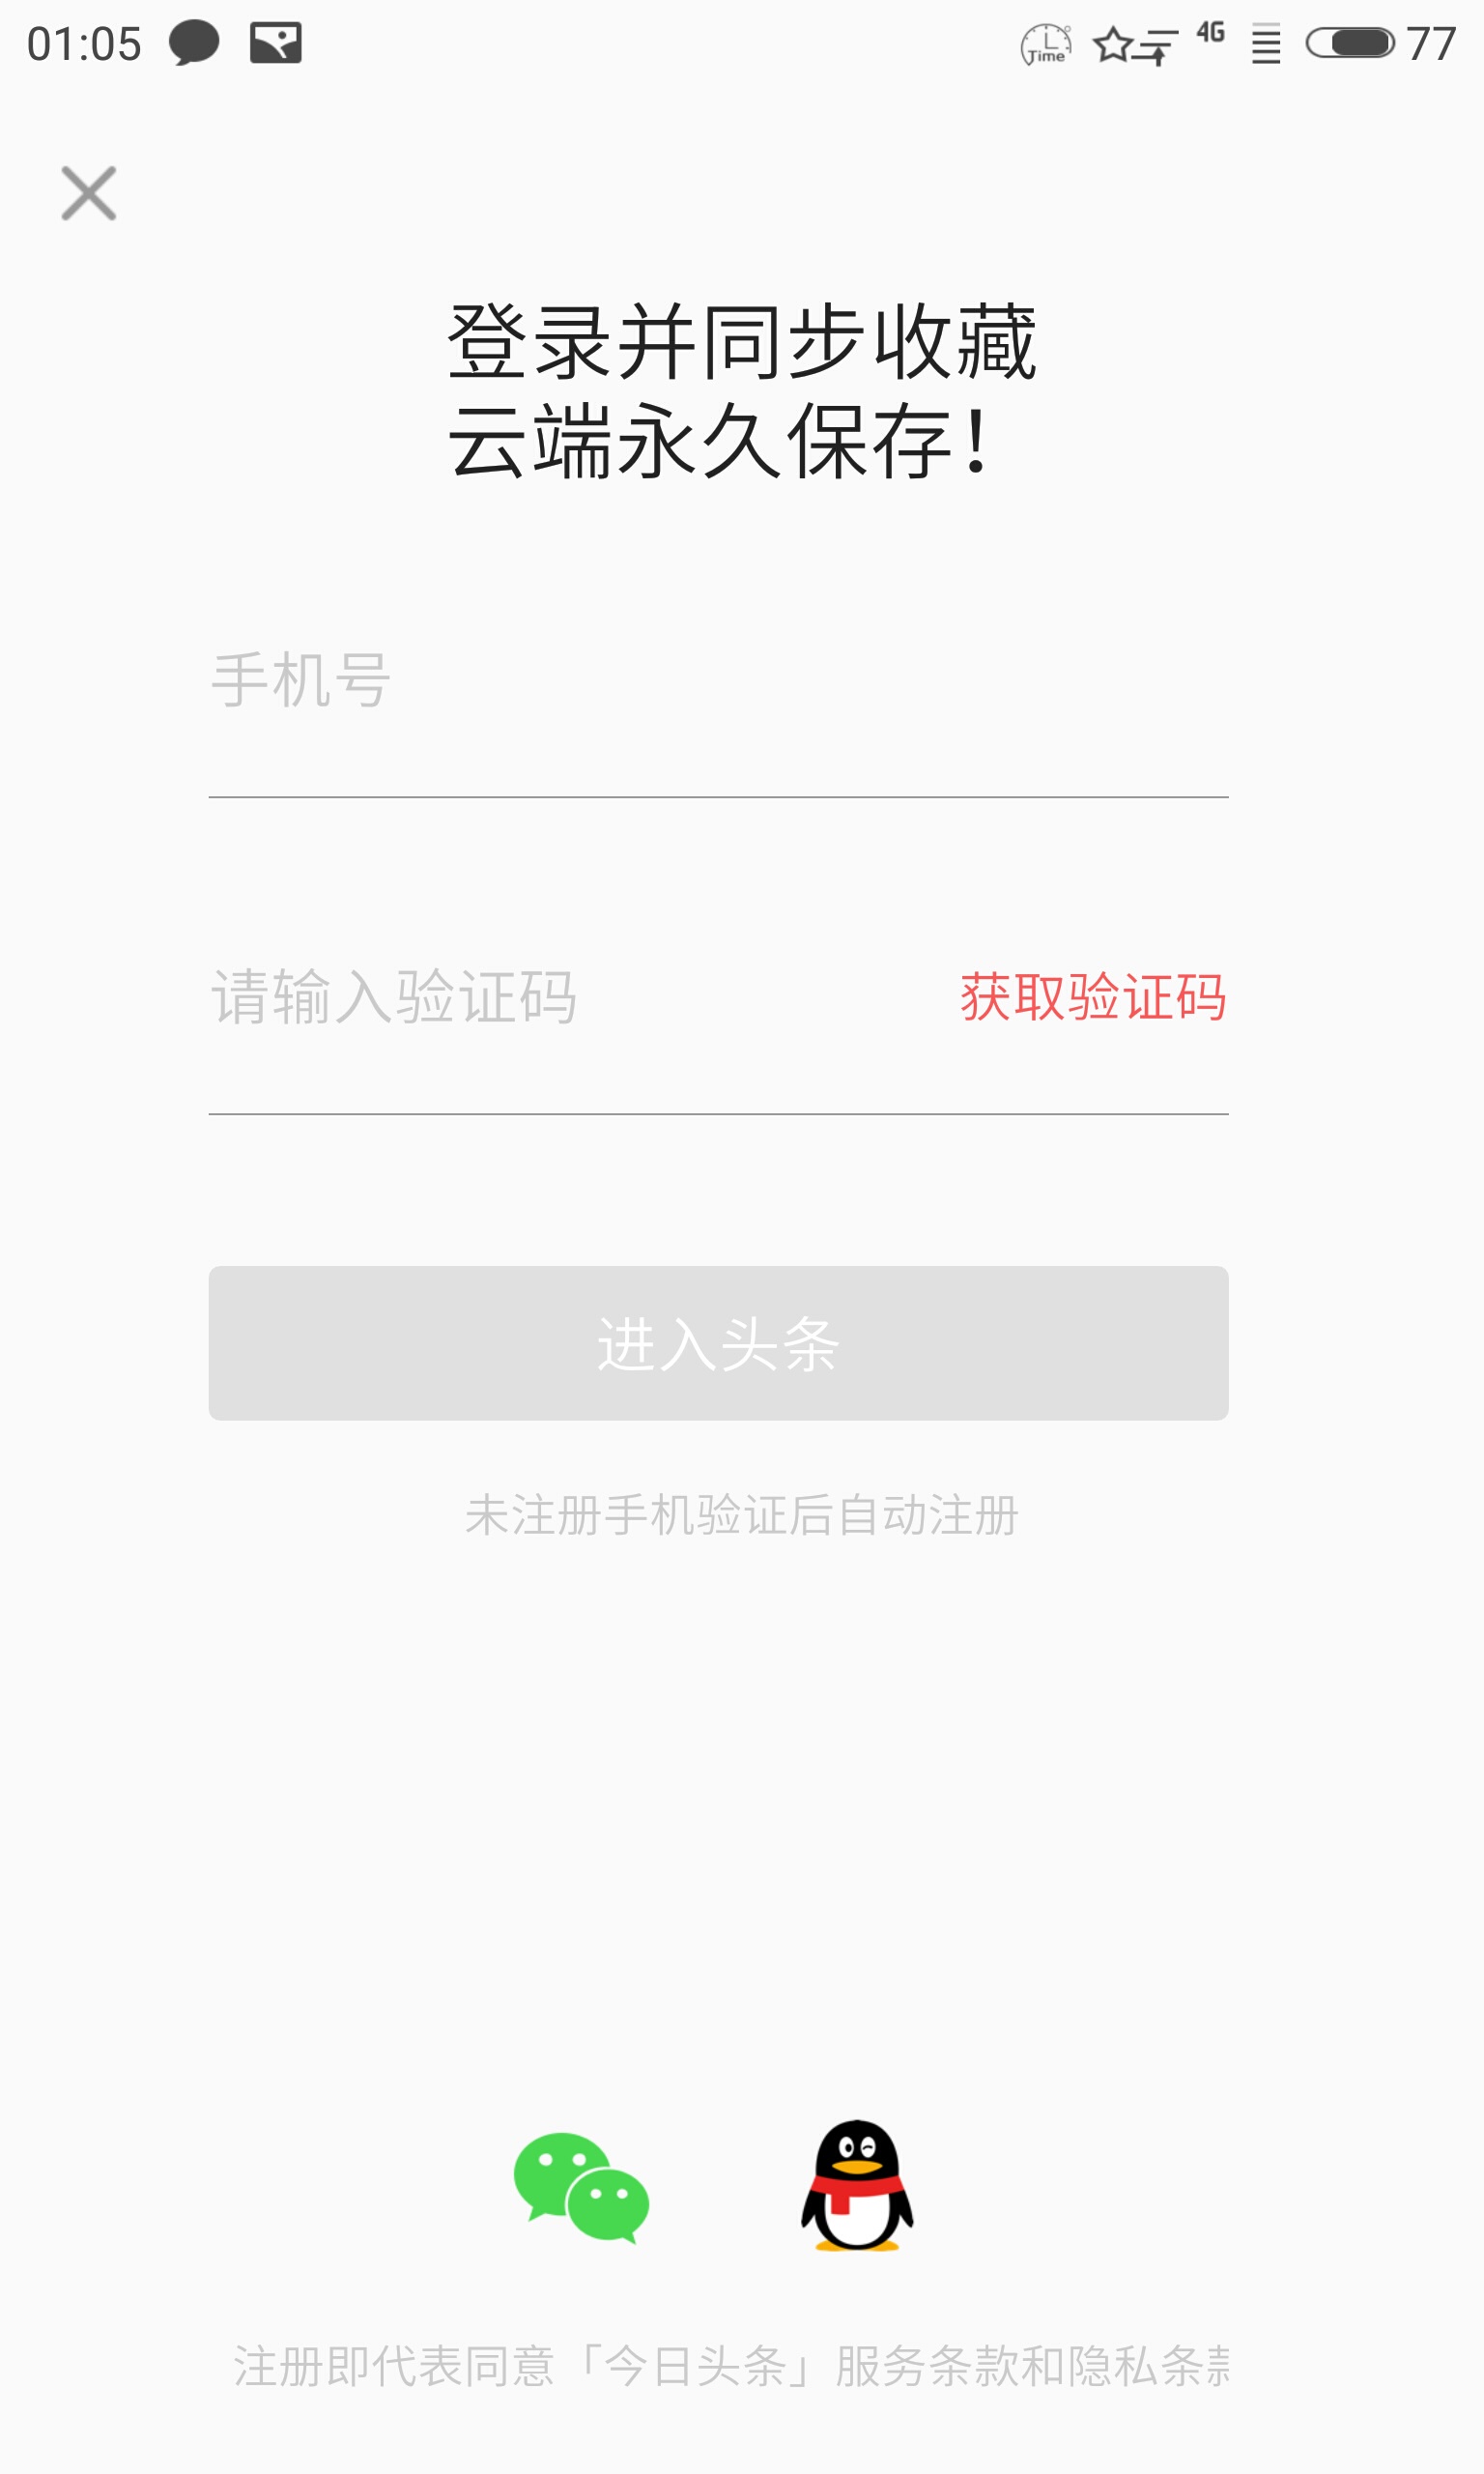 01:05
Time
4G
77
登录并同步收藏
云端永久保存！
手机号
请输入验证码
获取验证码
进入头条
未注册手机验证后自动注册
注册即代表同意「今日头条」服务条款和隐私条